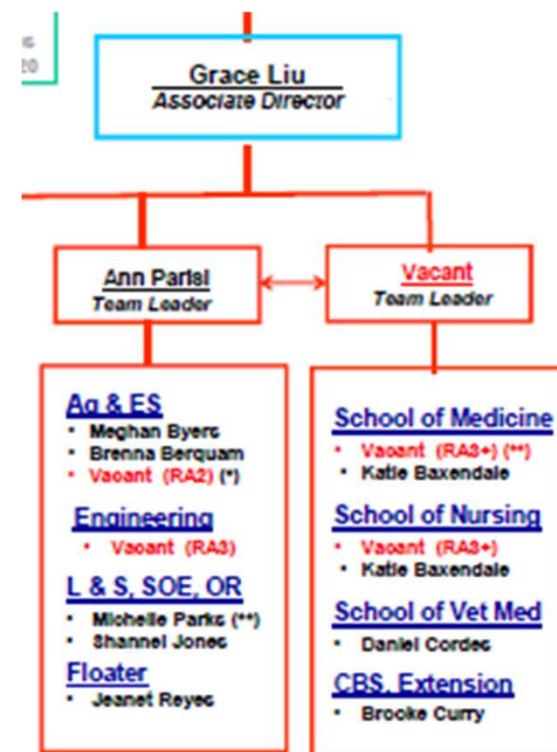 20
Grace Liu
Associate Director
Ann Parisi
Team Leader
Vacant
Team Leader
Ag & ES
• Meghan Byers
• Brenna Berquam
• Vacant (RA2) (*)
Engineering
• Vacant (RA3)
L & S, SOE, OR
• Michelle Parks (**)
• Shannel Jones
Floater
• Jeanet Reyes
School of Medicine
• Vacant (RA3+) (**)
• Katie Baxendale
School of Nursing
• Vacant (RA3+)
• Katie Baxendale
School of Vet Med
• Daniel Cordes
CBS, Extension
• Brooke Curry